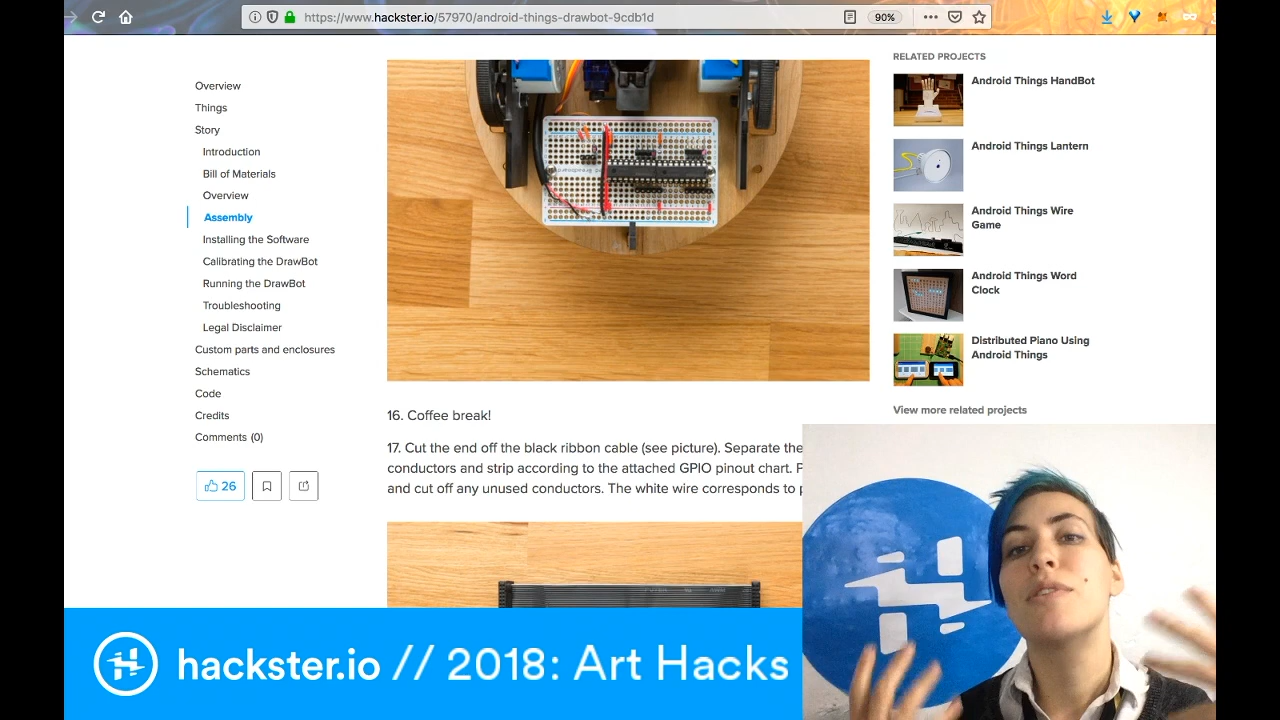 https://www.hackster.io/57970/android-things-drawbot-9cdb1d
90%
Overview
Things
Story
Introduction
Bill of Materials
Overview
Assembly
Installing the Software
Calibrating the DrawBot
Running the DrawBot
Troubleshooting
Legal Disclaimer
Custom parts and enclosures
Schematics
Code
Credits
Comments (0)
26
16. Coffee break!
17. Cut the end off the black ribbon cable (see picture). Separate the
conductors and strip according to the attached GPIO pinout chart. P
and cut off any unused conductors. The white wire corresponds to p
RELATED PROJECTS
Android Things HandBot
Android Things Lantern
Android Things Wire
Game
Android Things Word
Clock
Distributed Piano Using
Android Things
View more related projects
hackster.io // 2018: Art Hacks